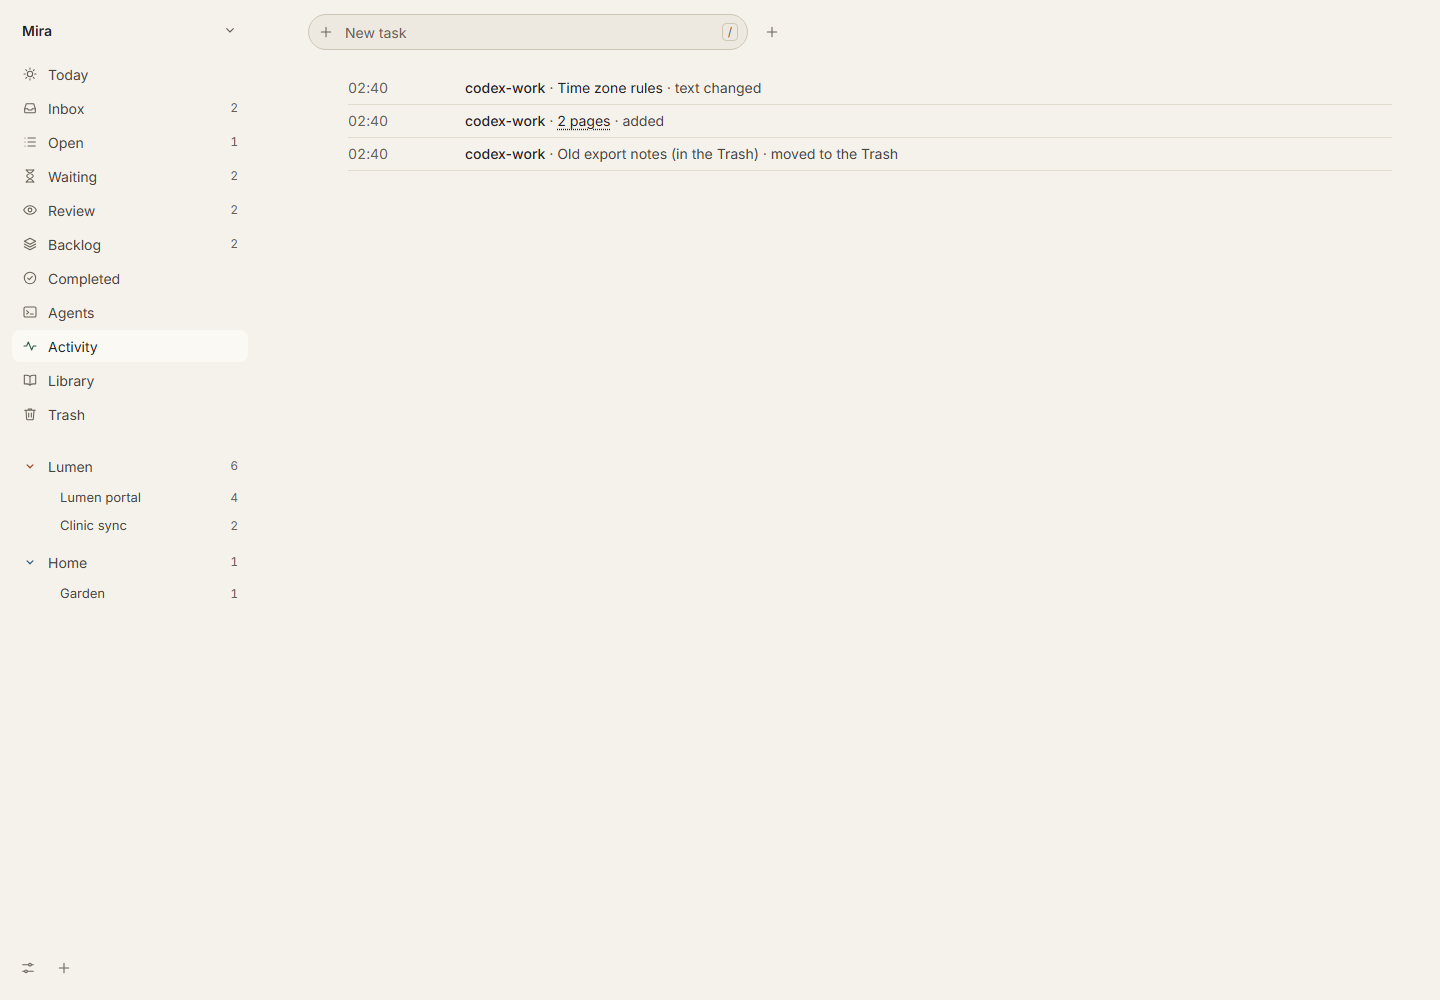 Mira
Today
Inbox 2
Open 1
Waiting 2
Review 2
Backlog 2
Completed
Agents
Activity
Library
Trash
Lumen 6
Lumen portal 4
Clinic sync 2
Home 1
Garden 1
New task /
02:40 codex-work · Time zone rules · text changed
02:40 codex-work · 2 pages · added
02:40 codex-work · Old export notes (in the Trash) · moved to the Trash